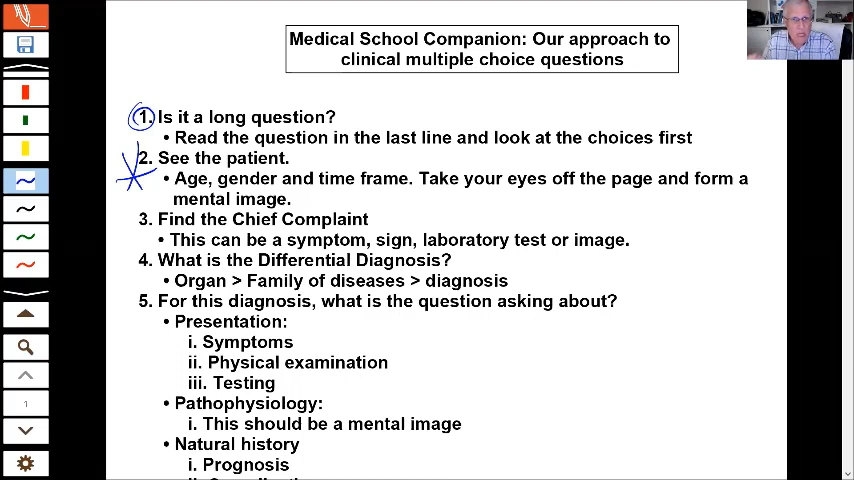 Medical School Companion: Our approach to
clinical multiple choice questions
1. Is it a long question?
• Read the question in the last line and look at the choices first
2. See the patient.
• Age, gender and time frame. Take your eyes off the page and form a
mental image.
3. Find the Chief Complaint
• This can be a symptom, sign, laboratory test or image.
4. What is the Differential Diagnosis?
• Organ > Family of diseases > diagnosis
5. For this diagnosis, what is the question asking about?
• Presentation:
i. Symptoms
ii. Physical examination
iii. Testing
• Pathophysiology:
i. This should be a mental image
• Natural history
i. Prognosis
1